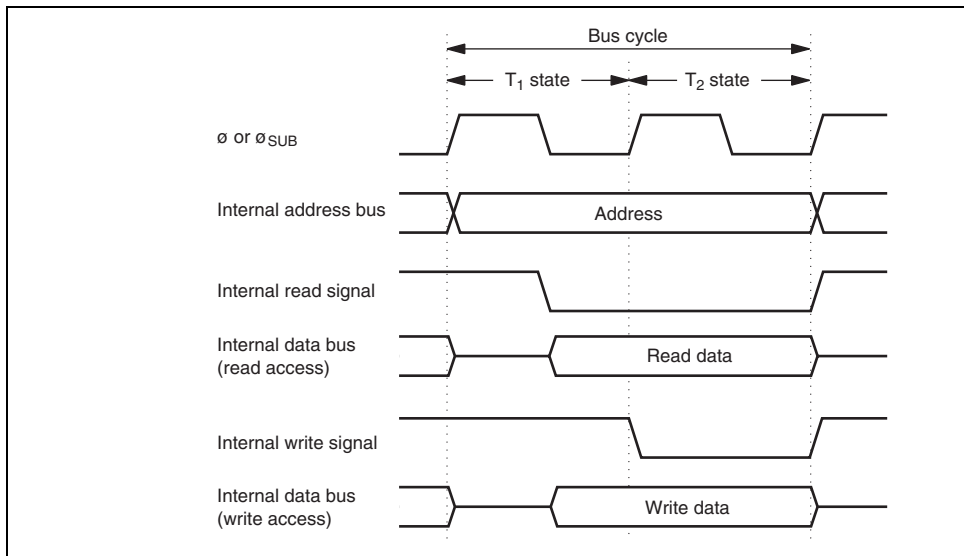 Bus cycle
T₁ state
T₂ state
ø or ø SUB
Internal address bus
Address
Internal read signal
Internal data bus
(read access)
Read data
Internal write signal
Internal data bus
(write access)
Write data